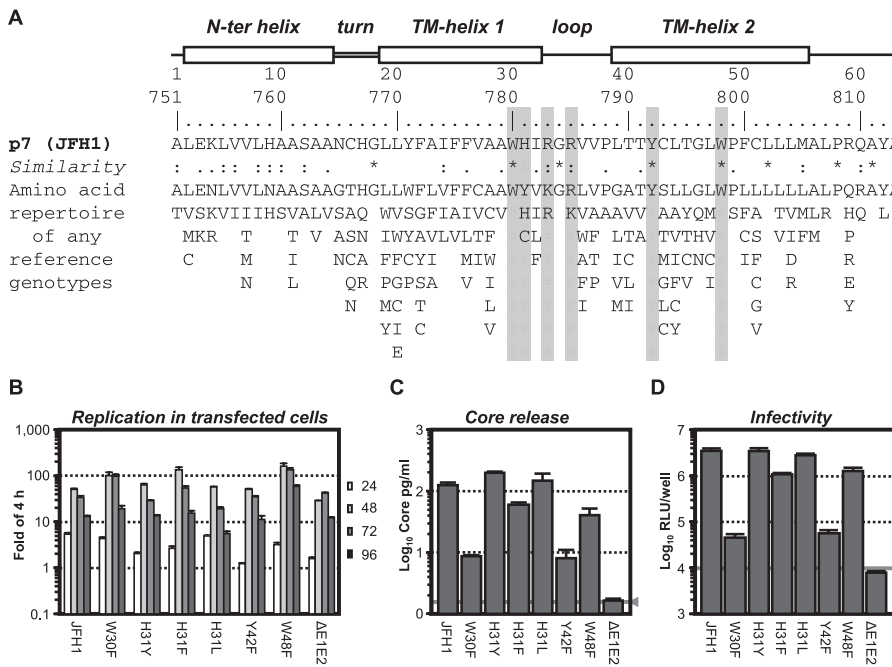 A
N-ter helix turn TM-helix 1 loop TM-helix 2
1 10 20 30 40 50 60
751 760 770 780 790 800 810
p7 (JFH1) ALEKLVVLHAASAANCHGLLYFAIFFVAAWHIRGRVVPLTTYCLTGLWPFCLLLMALPRQAYA
Similarity
Amino acid ALENLVVLNAASAAGTHGLLWFLVFFCAAWYVKGRLVPGATYSLLGLWPLLLLLLALPQRAYA
repertoire TVSKVIIIHSVALVSAQ WVSGFIAIVCV HIR KVAAAVV AAYQM SFA TVMLR HQ L
of any MKR T T V ASN IWYAVLVLTF CL WF LTA TVTHV CS VIFM P
reference C M I NCA FFCYI MIW F AT IC MICNC IF D R
genotypes N L QR PGPSA V I FP VL GFV I C R E
N MC T L I MI LC G Y
YI C V CY V
E
B Replication in transfected cells
Fold of 4 h
1,000
100
10
1
0.1
24
48
72
96
JFH1 W30F H31Y H31F H31L Y42F W48F ΔE1E2
C Core release
Log10 Core pg/ml
3
2
1
0
JFH1 W30F H31Y H31F H31L Y42F W48F ΔE1E2
D Infectivity
Log10 RLU/well
7
6
5
4
3
JFH1 W30F H31Y H31F H31L Y42F W48F ΔE1E2